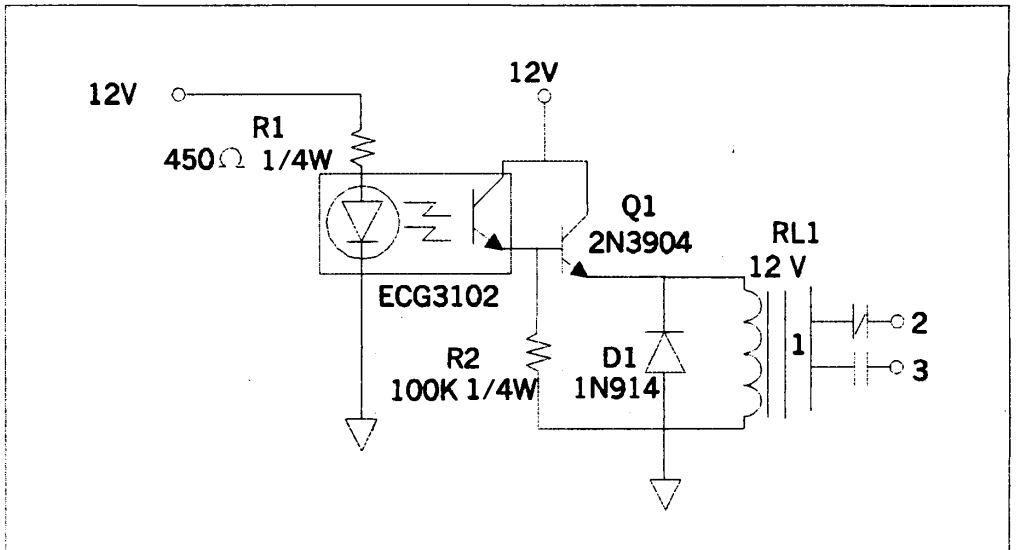 12V
12V
R1
450Ω 1/4W
Q1
2N3904
RL1
12 V
ECG3102
1
2
3
R2
100K 1/4W
D1
1N914